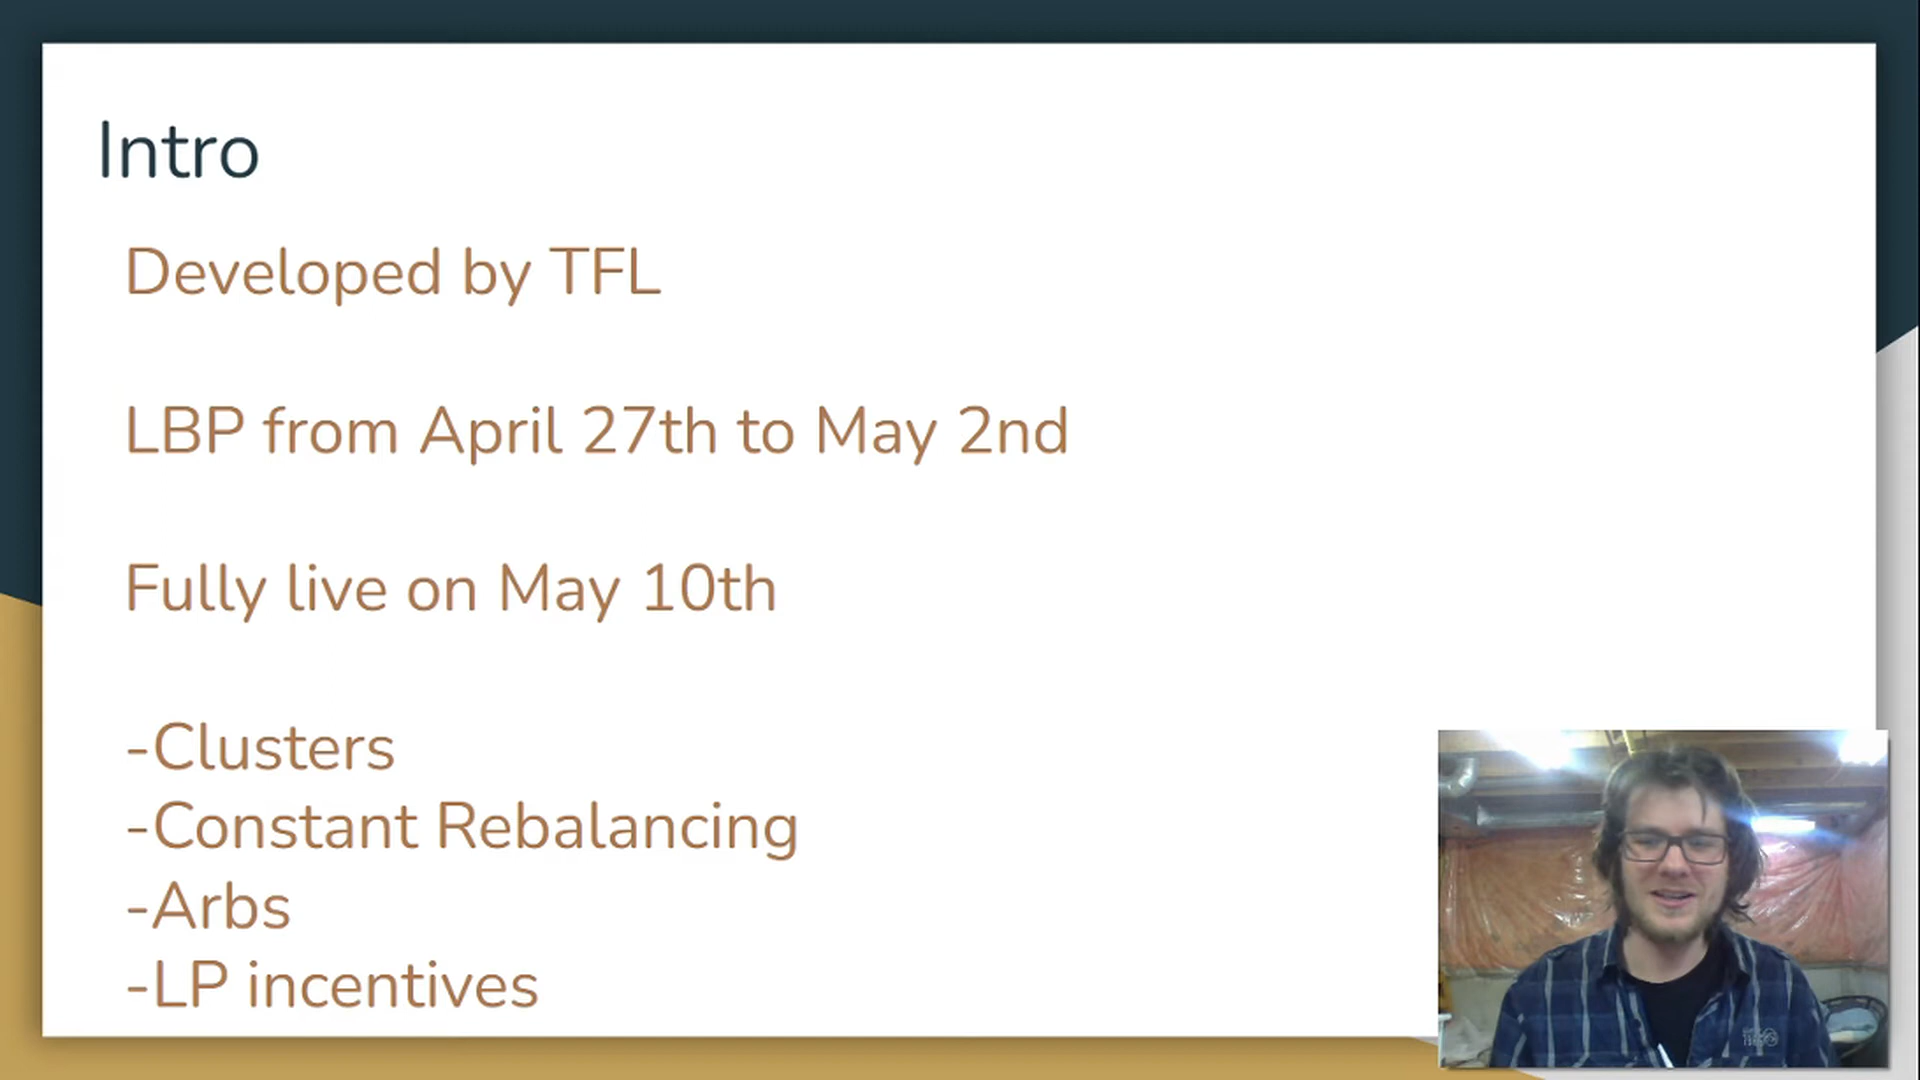 Intro
Developed by TFL
LBP from April 27th to May 2nd
Fully live on May 10th
-Clusters
-Constant Rebalancing
-Arbs
-LP incentives